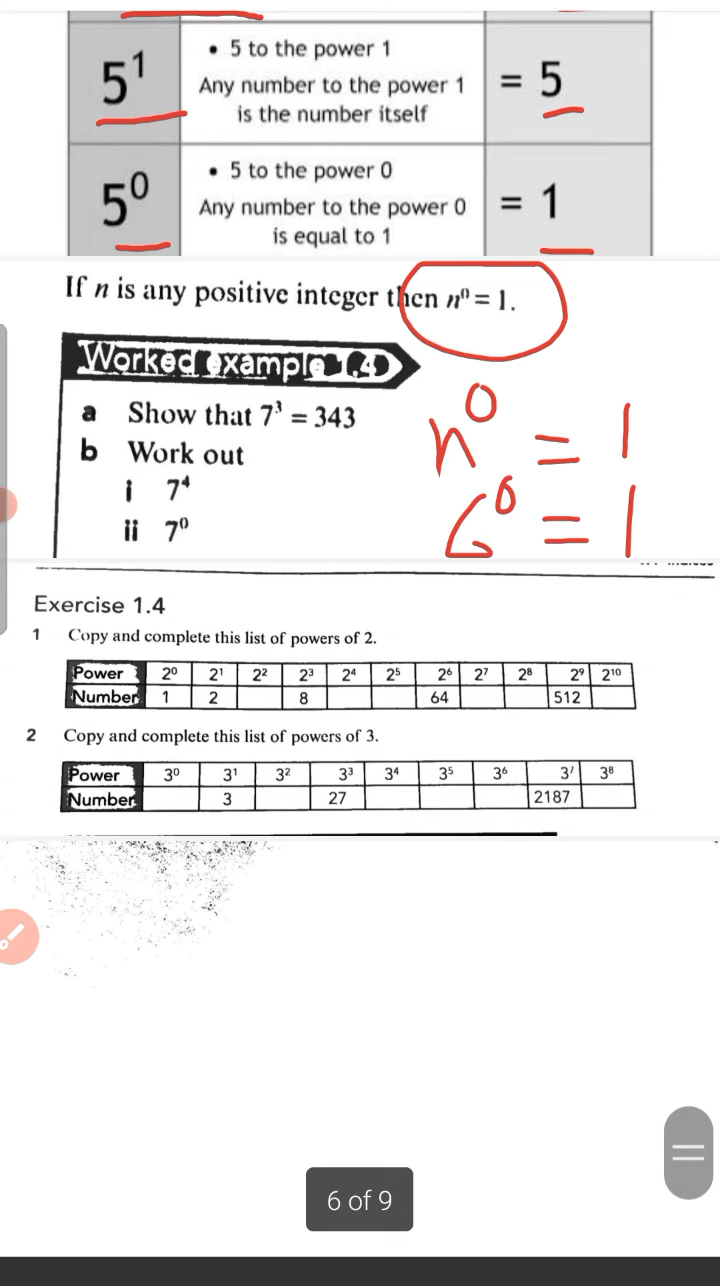 5¹
• 5 to the power 1
Any number to the power 1
is the number itself
= 5
5⁰
• 5 to the power 0
Any number to the power 0
is equal to 1
= 1
If n is any positive integer then n⁰ = 1.
Worked example 1.4
a Show that 7³ = 343
b Work out
i 7⁴
ii 7⁰
n⁰ = 1
6⁰ = 1
Exercise 1.4
1 Copy and complete this list of powers of 2.
Power 2⁰ 2¹ 2² 2³ 2⁴ 2⁵ 2⁶ 2⁷ 2⁸ 2⁹ 2¹⁰
Number 1 2 8 64 512
2 Copy and complete this list of powers of 3.
Power 3⁰ 3¹ 3² 3³ 3⁴ 3⁵ 3⁶ 3⁷ 3⁸
Number 3 27 2187
6 of 9